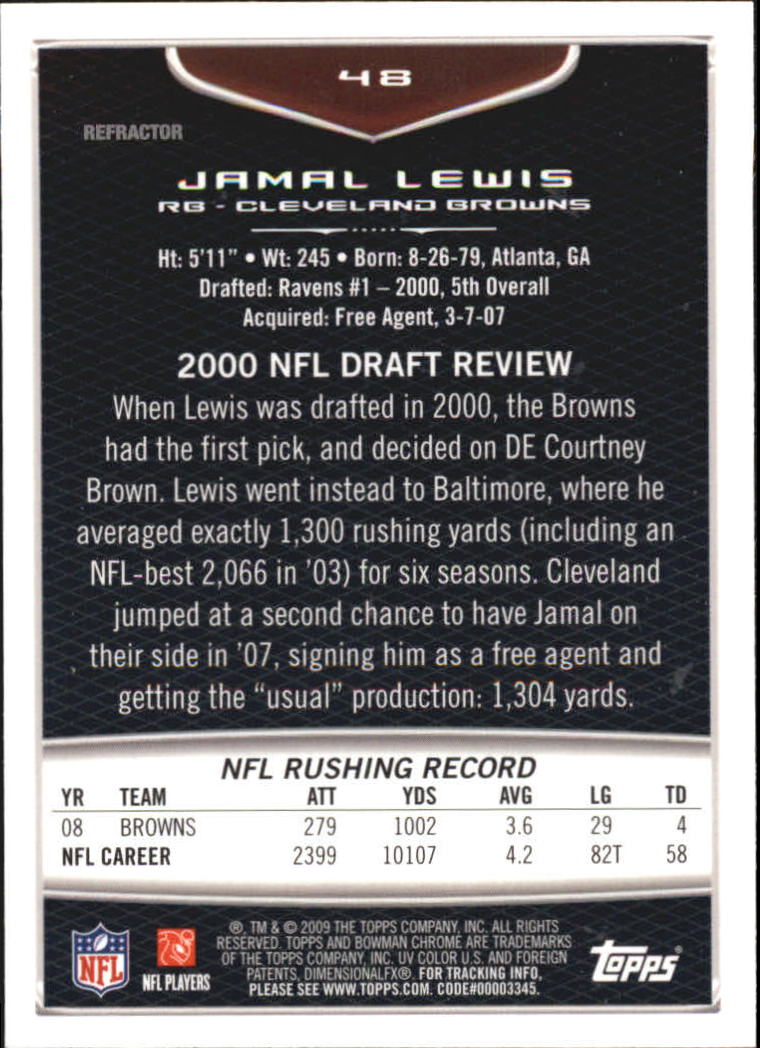 48
REFRACTOR
JAMAL LEWIS
RB - CLEVELAND BROWNS
Ht: 5'11" • Wt: 245 • Born: 8-26-79, Atlanta, GA
Drafted: Ravens #1 – 2000, 5th Overall
Acquired: Free Agent, 3-7-07
2000 NFL DRAFT REVIEW
When Lewis was drafted in 2000, the Browns
had the first pick, and decided on DE Courtney
Brown. Lewis went instead to Baltimore, where he
averaged exactly 1,300 rushing yards (including an
NFL-best 2,066 in '03) for six seasons. Cleveland
jumped at a second chance to have Jamal on
their side in '07, signing him as a free agent and
getting the "usual" production: 1,304 yards.
NFL RUSHING RECORD
YR TEAM ATT YDS AVG LG TD
08 BROWNS 279 1002 3.6 29 4
NFL CAREER 2399 10107 4.2 82T 58
®, TM & © 2009 THE TOPPS COMPANY, INC. ALL RIGHTS
RESERVED. TOPPS AND BOWMAN CHROME ARE TRADEMARKS
OF THE TOPPS COMPANY, INC. UV COLOR U.S. AND FOREIGN
PATENTS, DIMENSIONALFX®. FOR TRACKING INFO,
PLEASE SEE WWW.TOPPS.COM. CODE#00003345.
NFL
NFL PLAYERS
Topps®